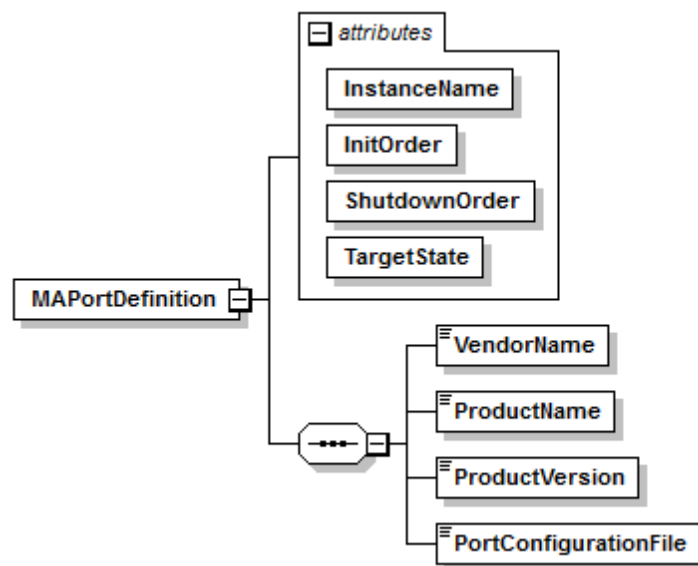 attributes
InstanceName
InitOrder
ShutdownOrder
TargetState
MAPortDefinition
VendorName
ProductName
ProductVersion
PortConfigurationFile